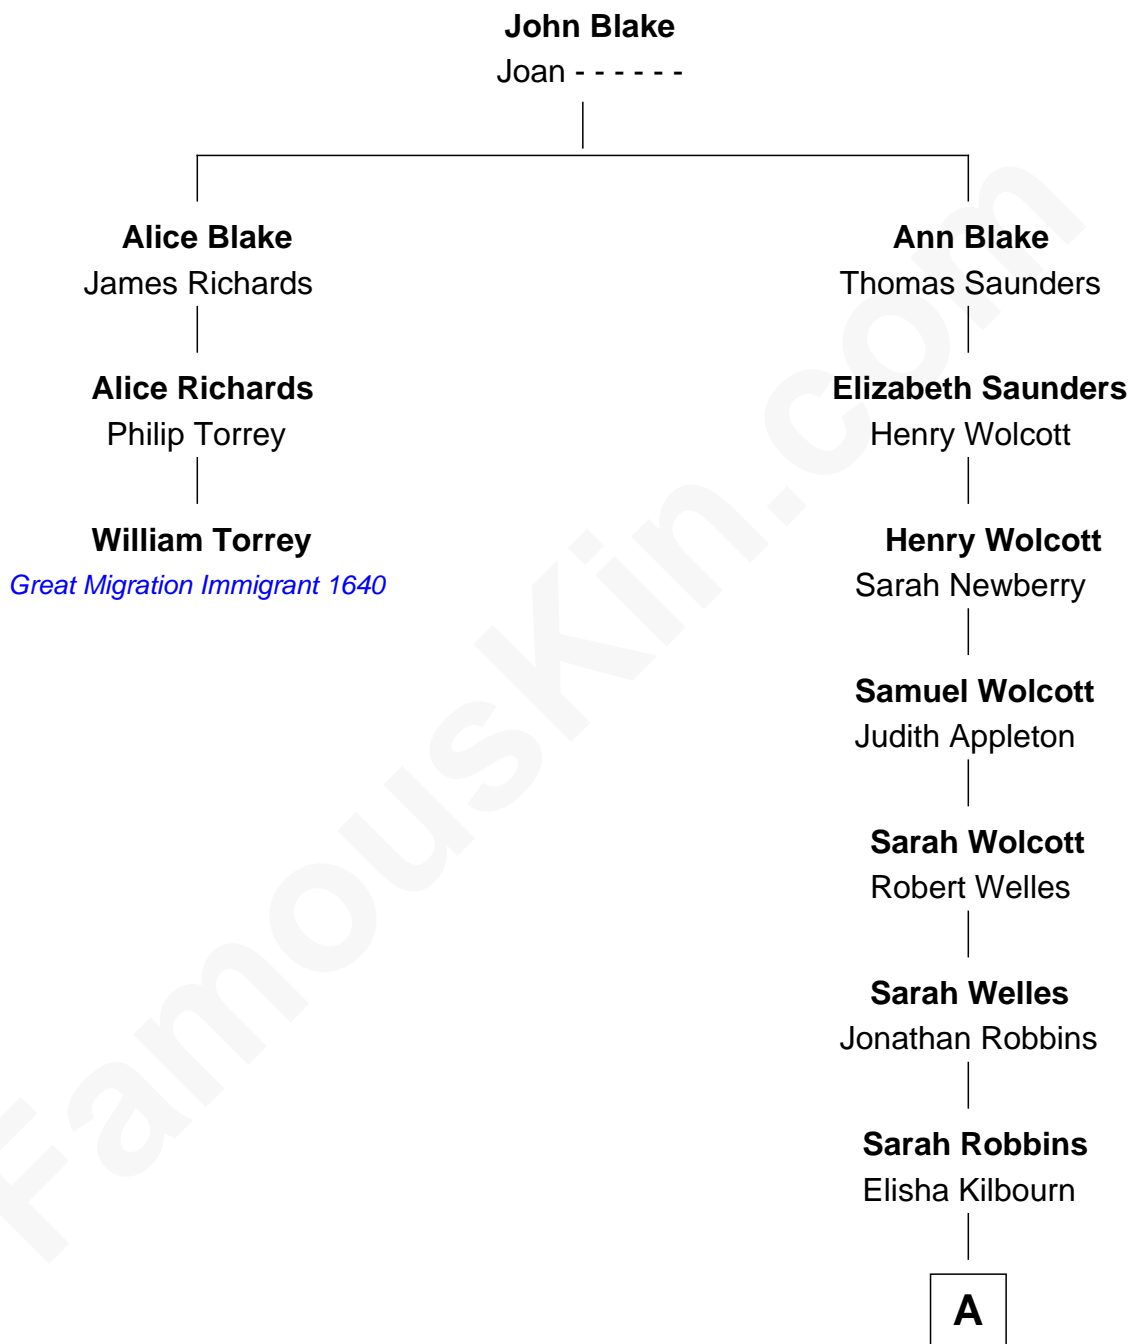 John Blake
Joan - - - - - -
Alice Blake
James Richards
Alice Richards
Philip Torrey
William Torrey
Great Migration Immigrant 1640
Ann Blake
Thomas Saunders
Elizabeth Saunders
Henry Wolcott
Henry Wolcott
Sarah Newberry
Samuel Wolcott
Judith Appleton
Sarah Wolcott
Robert Welles
Sarah Welles
Jonathan Robbins
Sarah Robbins
Elisha Kilbourn
A
FamousKin.com